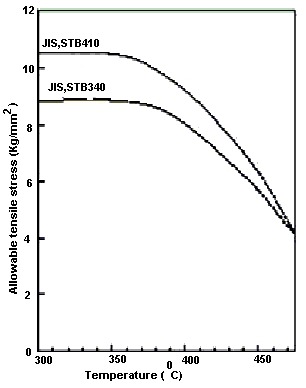 12
JIS,STB410
10
JIS,STB340
8
6
4
2
0
300 350 400 450
Temperature ( 0 C)
Allowable tensile stress (Kg/mm²)